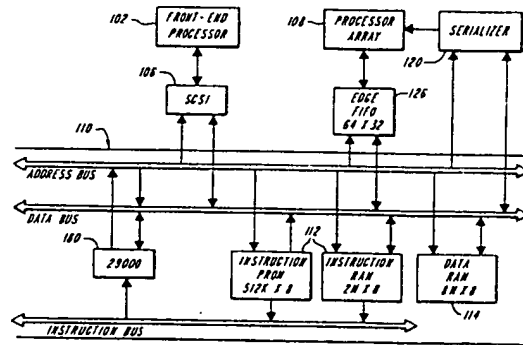 102
FRONT-END
PROCESSOR
108
PROCESSOR
ARRAY
SERIALIZER
120
106
SCSI
EDGE
FIFO
64 X 32
126
110
ADDRESS BUS
DATA BUS
180
29000
INSTRUCTION
PROM
512K X 8
112
INSTRUCTION
RAM
2M X 8
DATA
RAM
8M X 8
114
INSTRUCTION BUS